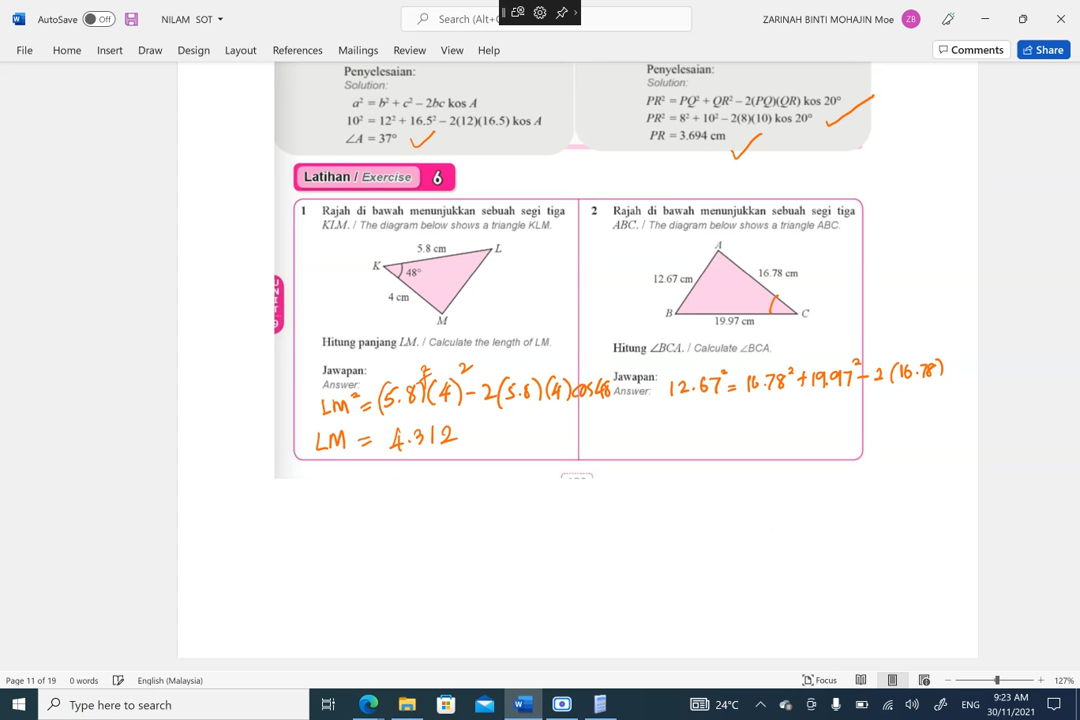 AutoSave Off NILAM SOT Search (Alt+ ZARINAH BINTI MOHAJIN Moe ZB
File Home Insert Draw Design Layout References Mailings Review View Help Comments Share
Penyelesaian:
Solution:
a² = b² + c² – 2bc kos A
10² = 12² + 16.5² – 2(12)(16.5) kos A
∠A = 37°
Penyelesaian:
Solution:
PR² = PQ² + QR² – 2(PQ)(QR) kos 20°
PR² = 8² + 10² – 2(8)(10) kos 20°
PR = 3.694 cm
Latihan / Exercise 6
UNIT 9
1 Rajah di bawah menunjukkan sebuah segi tiga
KLM. / The diagram below shows a triangle KLM.
5.8 cm
L
K
48°
4 cm
M
Hitung panjang LM. / Calculate the length of LM.
Jawapan:
Answer:
LM² = (5.8)² (4)² – 2(5.8)(4)cos48
LM = 4.312
2 Rajah di bawah menunjukkan sebuah segi tiga
ABC. / The diagram below shows a triangle ABC.
A
12.67 cm
16.78 cm
B
C
19.97 cm
Hitung ∠BCA. / Calculate ∠BCA.
Jawapan:
Answer:
12.67² = 16.78² + 19.97² – 2 (16.78)
Page 11 of 19 0 words English (Malaysia) Focus 127%
Type here to search 24°C ENG 9:23 AM
30/11/2021